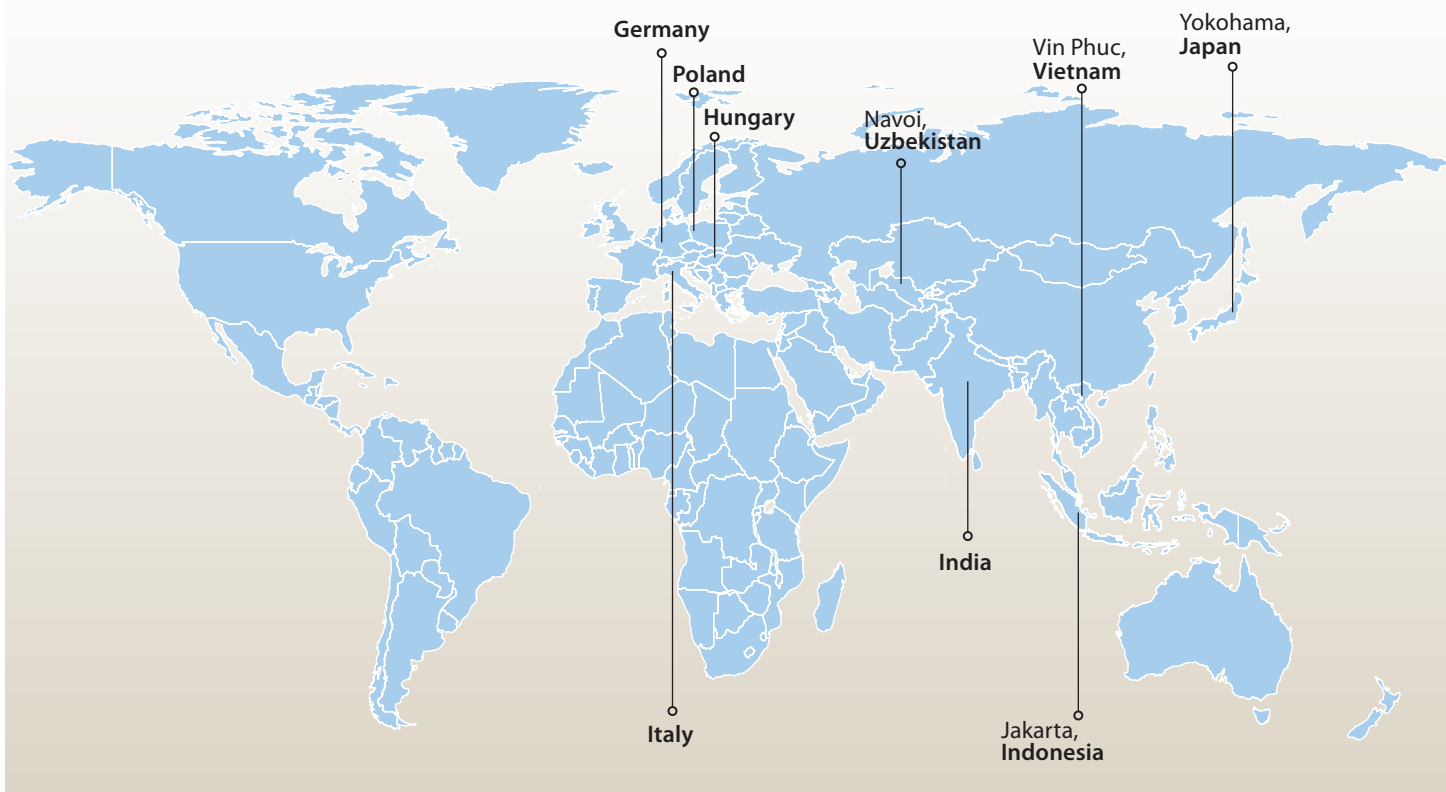 Germany
Poland
Hungary
Navoi,
Uzbekistan
Vin Phuc,
Vietnam
Yokohama,
Japan
India
Italy
Jakarta,
Indonesia